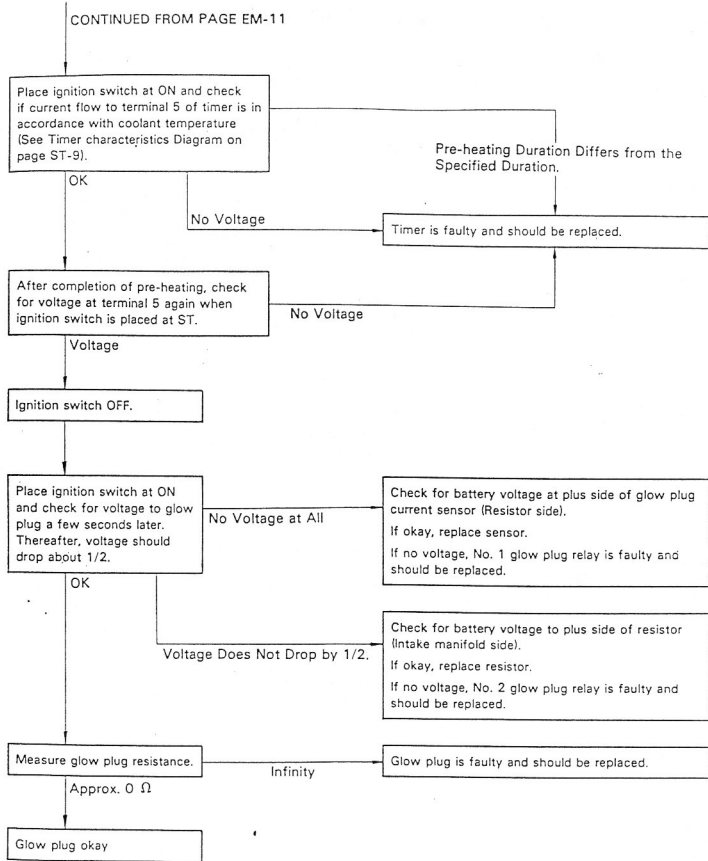 CONTINUED FROM PAGE EM-11
Place ignition switch at ON and check
if current flow to terminal 5 of timer is in
accordance with coolant temperature
(See Timer characteristics Diagram on
page ST-9).
Pre-heating Duration Differs from the
Specified Duration.
OK
No Voltage
Timer is faulty and should be replaced.
After completion of pre-heating, check
for voltage at terminal 5 again when
ignition switch is placed at ST.
No Voltage
Voltage
Ignition switch OFF.
Place ignition switch at ON
and check for voltage to glow
plug a few seconds later.
Thereafter, voltage should
drop about 1/2.
No Voltage at All
Check for battery voltage at plus side of glow plug
current sensor (Resistor side).
If okay, replace sensor.
If no voltage, No. 1 glow plug relay is faulty and
should be replaced.
OK
Voltage Does Not Drop by 1/2.
Check for battery voltage to plus side of resistor
(Intake manifold side).
If okay, replace resistor.
If no voltage, No. 2 glow plug relay is faulty and
should be replaced.
Measure glow plug resistance.
Infinity
Glow plug is faulty and should be replaced.
Approx. 0 Ω
Glow plug okay